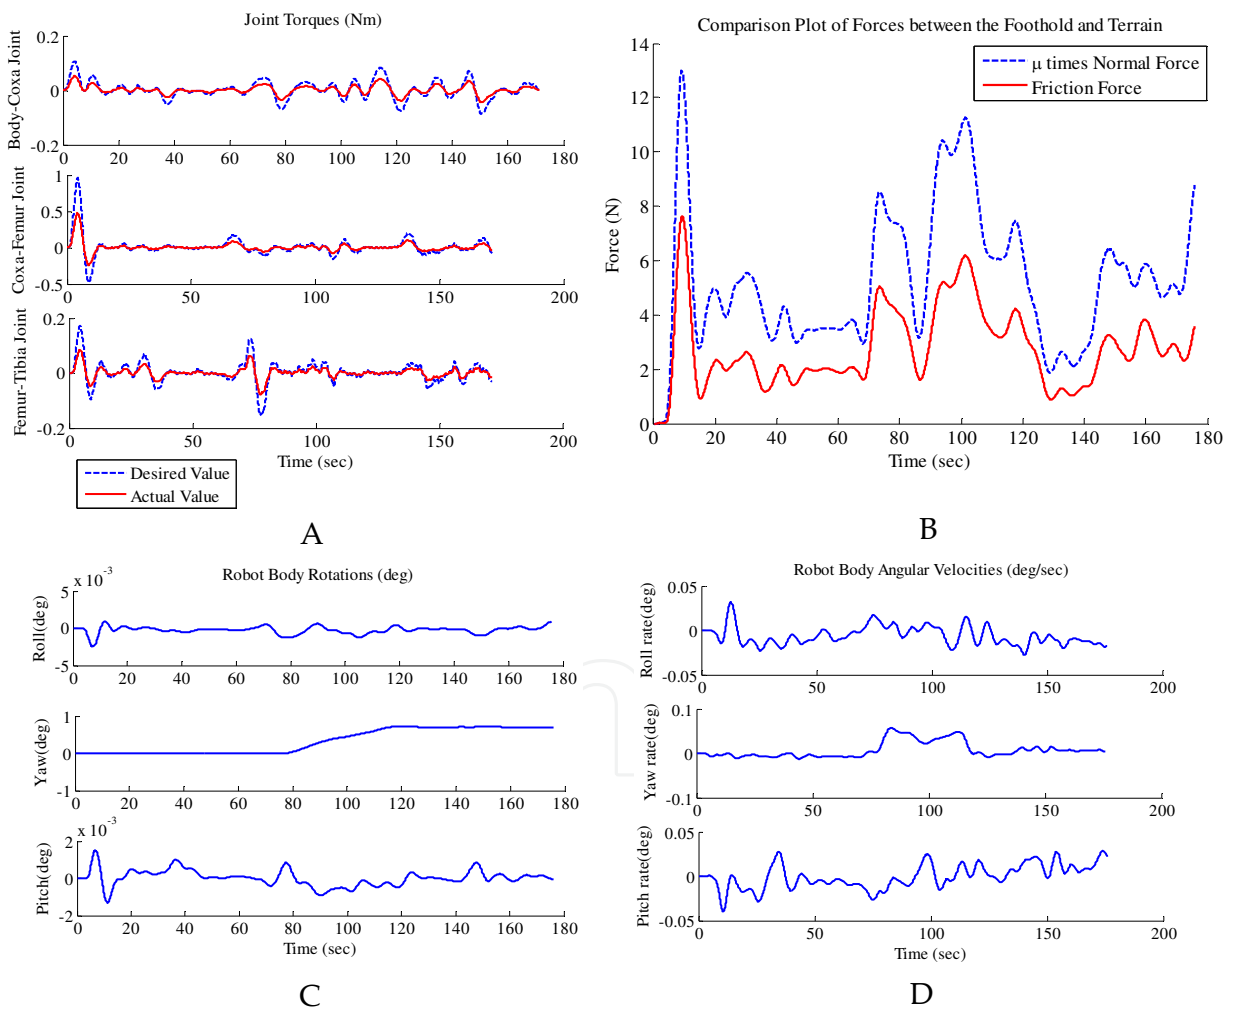 Joint Torques (Nm)
Body-Coxa Joint
0.2
0
-0.2
0 20 40 60 80 100 120 140 160 180
Coxa-Femur Joint
1
0.5
0
-0.5
0 50 100 150 200
Femur-Tibia Joint
0.2
0
-0.2
0 50 100 150 200
Time (sec)
Desired Value
Actual Value
A
Comparison Plot of Forces between the Foothold and Terrain
μ times Normal Force
Friction Force
Force (N)
14
12
10
8
6
4
2
0
0 20 40 60 80 100 120 140 160 180
Time (sec)
B
Robot Body Rotations (deg)
x 10⁻³
Roll(deg)
5
0
-5
0 20 40 60 80 100 120 140 160 180
Yaw(deg)
1
0
-1
0 20 40 60 80 100 120 140 160 180
x 10⁻³
Pitch(deg)
2
0
-2
0 20 40 60 80 100 120 140 160 180
Time (sec)
C
Robot Body Angular Velocities (deg/sec)
Roll rate(deg)
0.05
0
-0.05
0 50 100 150 200
Yaw rate(deg)
0.1
0
-0.1
0 50 100 150 200
Pitch rate(deg)
0.05
0
-0.05
0 50 100 150 200
Time (sec)
D